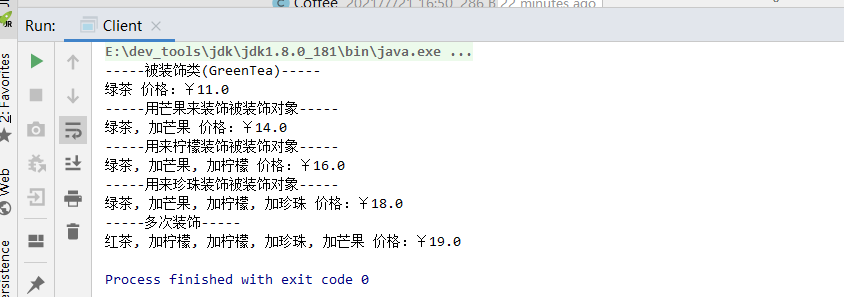 Coffee 2021/7/21 16:50, 286 B 22 minutes ago
Run: Client ×
E:\dev_tools\jdk\jdk1.8.0_181\bin\java.exe ...
-----被装饰类(GreenTea)-----
绿茶 价格:￥11.0
-----用芒果来装饰被装饰对象-----
绿茶, 加芒果 价格:￥14.0
-----用来柠檬装饰被装饰对象-----
绿茶, 加芒果, 加柠檬 价格:￥16.0
-----用来珍珠装饰被装饰对象-----
绿茶, 加芒果, 加柠檬, 加珍珠 价格:￥18.0
-----多次装饰-----
红茶, 加柠檬, 加柠檬, 加珍珠, 加芒果 价格:￥19.0
Process finished with exit code 0
2: Favorites
Web